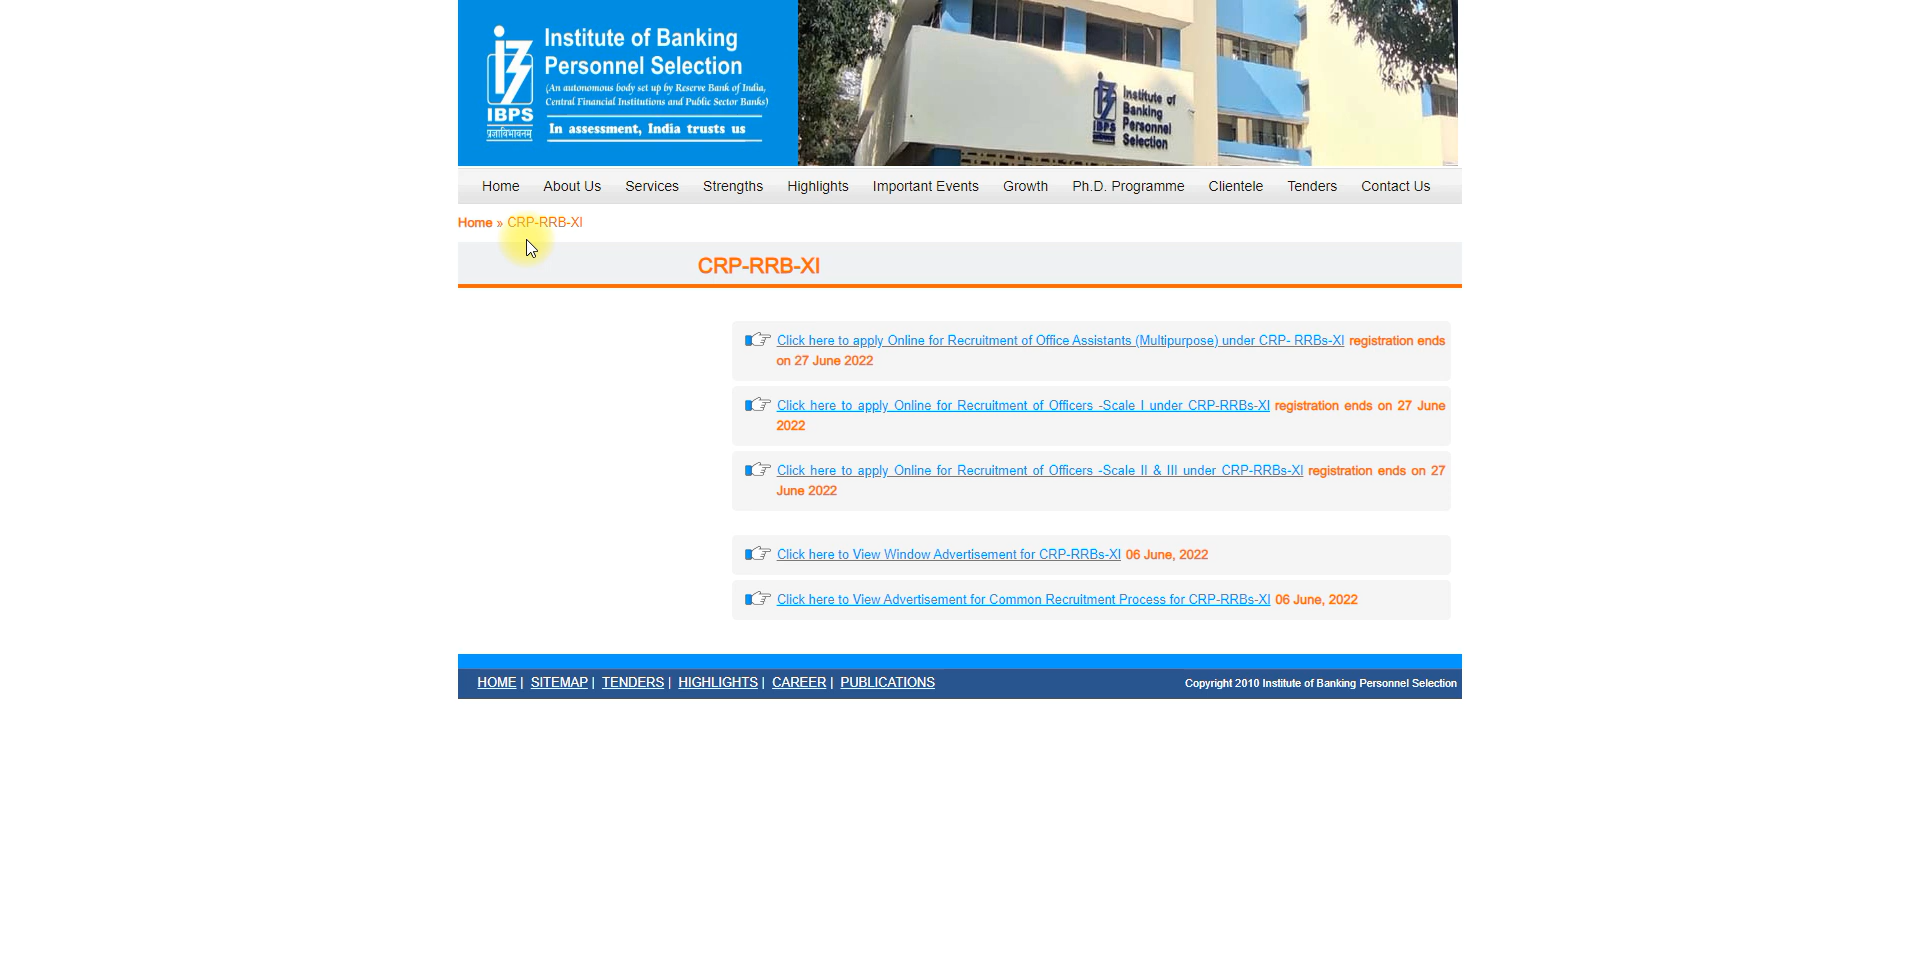 Institute of Banking
Personnel Selection
(An autonomous body set up by Reserve Bank of India,
Central Financial Institutions and Public Sector Banks)
IBPS
प्रज्ञाविभावनम्
In assessment, India trusts us
Institute of
Banking
Personnel
Selection
IBPS
Home About Us Services Strengths Highlights Important Events Growth Ph.D. Programme Clientele Tenders Contact Us
Home » CRP-RRB-XI
CRP-RRB-XI
Click here to apply Online for Recruitment of Office Assistants (Multipurpose) under CRP- RRBs-XI registration ends
on 27 June 2022
Click here to apply Online for Recruitment of Officers -Scale I under CRP-RRBs-XI registration ends on 27 June
2022
Click here to apply Online for Recruitment of Officers -Scale II & III under CRP-RRBs-XI registration ends on 27
June 2022
Click here to View Window Advertisement for CRP-RRBs-XI 06 June, 2022
Click here to View Advertisement for Common Recruitment Process for CRP-RRBs-XI 06 June, 2022
HOME | SITEMAP | TENDERS | HIGHLIGHTS | CAREER | PUBLICATIONS
Copyright 2010 Institute of Banking Personnel Selection